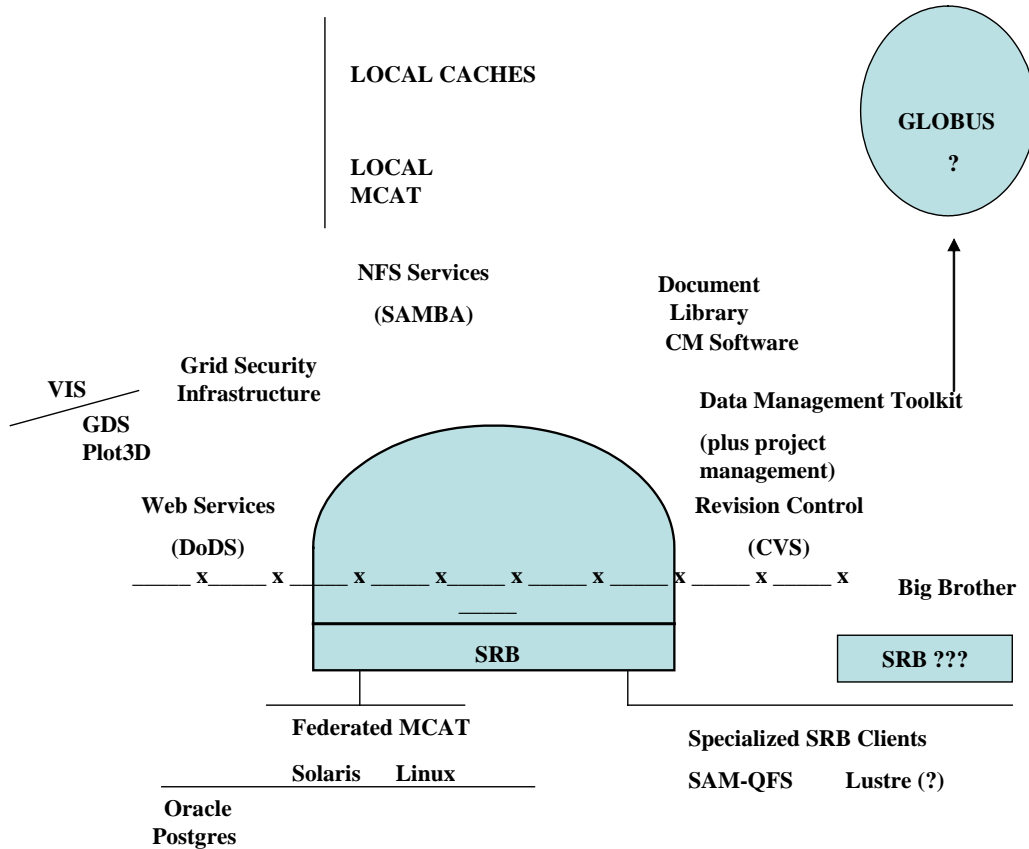 LOCAL CACHES
GLOBUS
?
LOCAL
MCAT
NFS Services
(SAMBA)
Document
Library
CM Software
Grid Security
Infrastructure
VIS
GDS
Plot3D
Data Management Toolkit
(plus project
management)
Web Services
(DoDS)
Revision Control
(CVS)
_____ x_____ x _____ x _____ x_____ x _____ x _____ x _____ x _____ x
_____
Big Brother
SRB
SRB ???
Federated MCAT
Solaris Linux
Oracle
Postgres
Specialized SRB Clients
SAM-QFS Lustre (?)